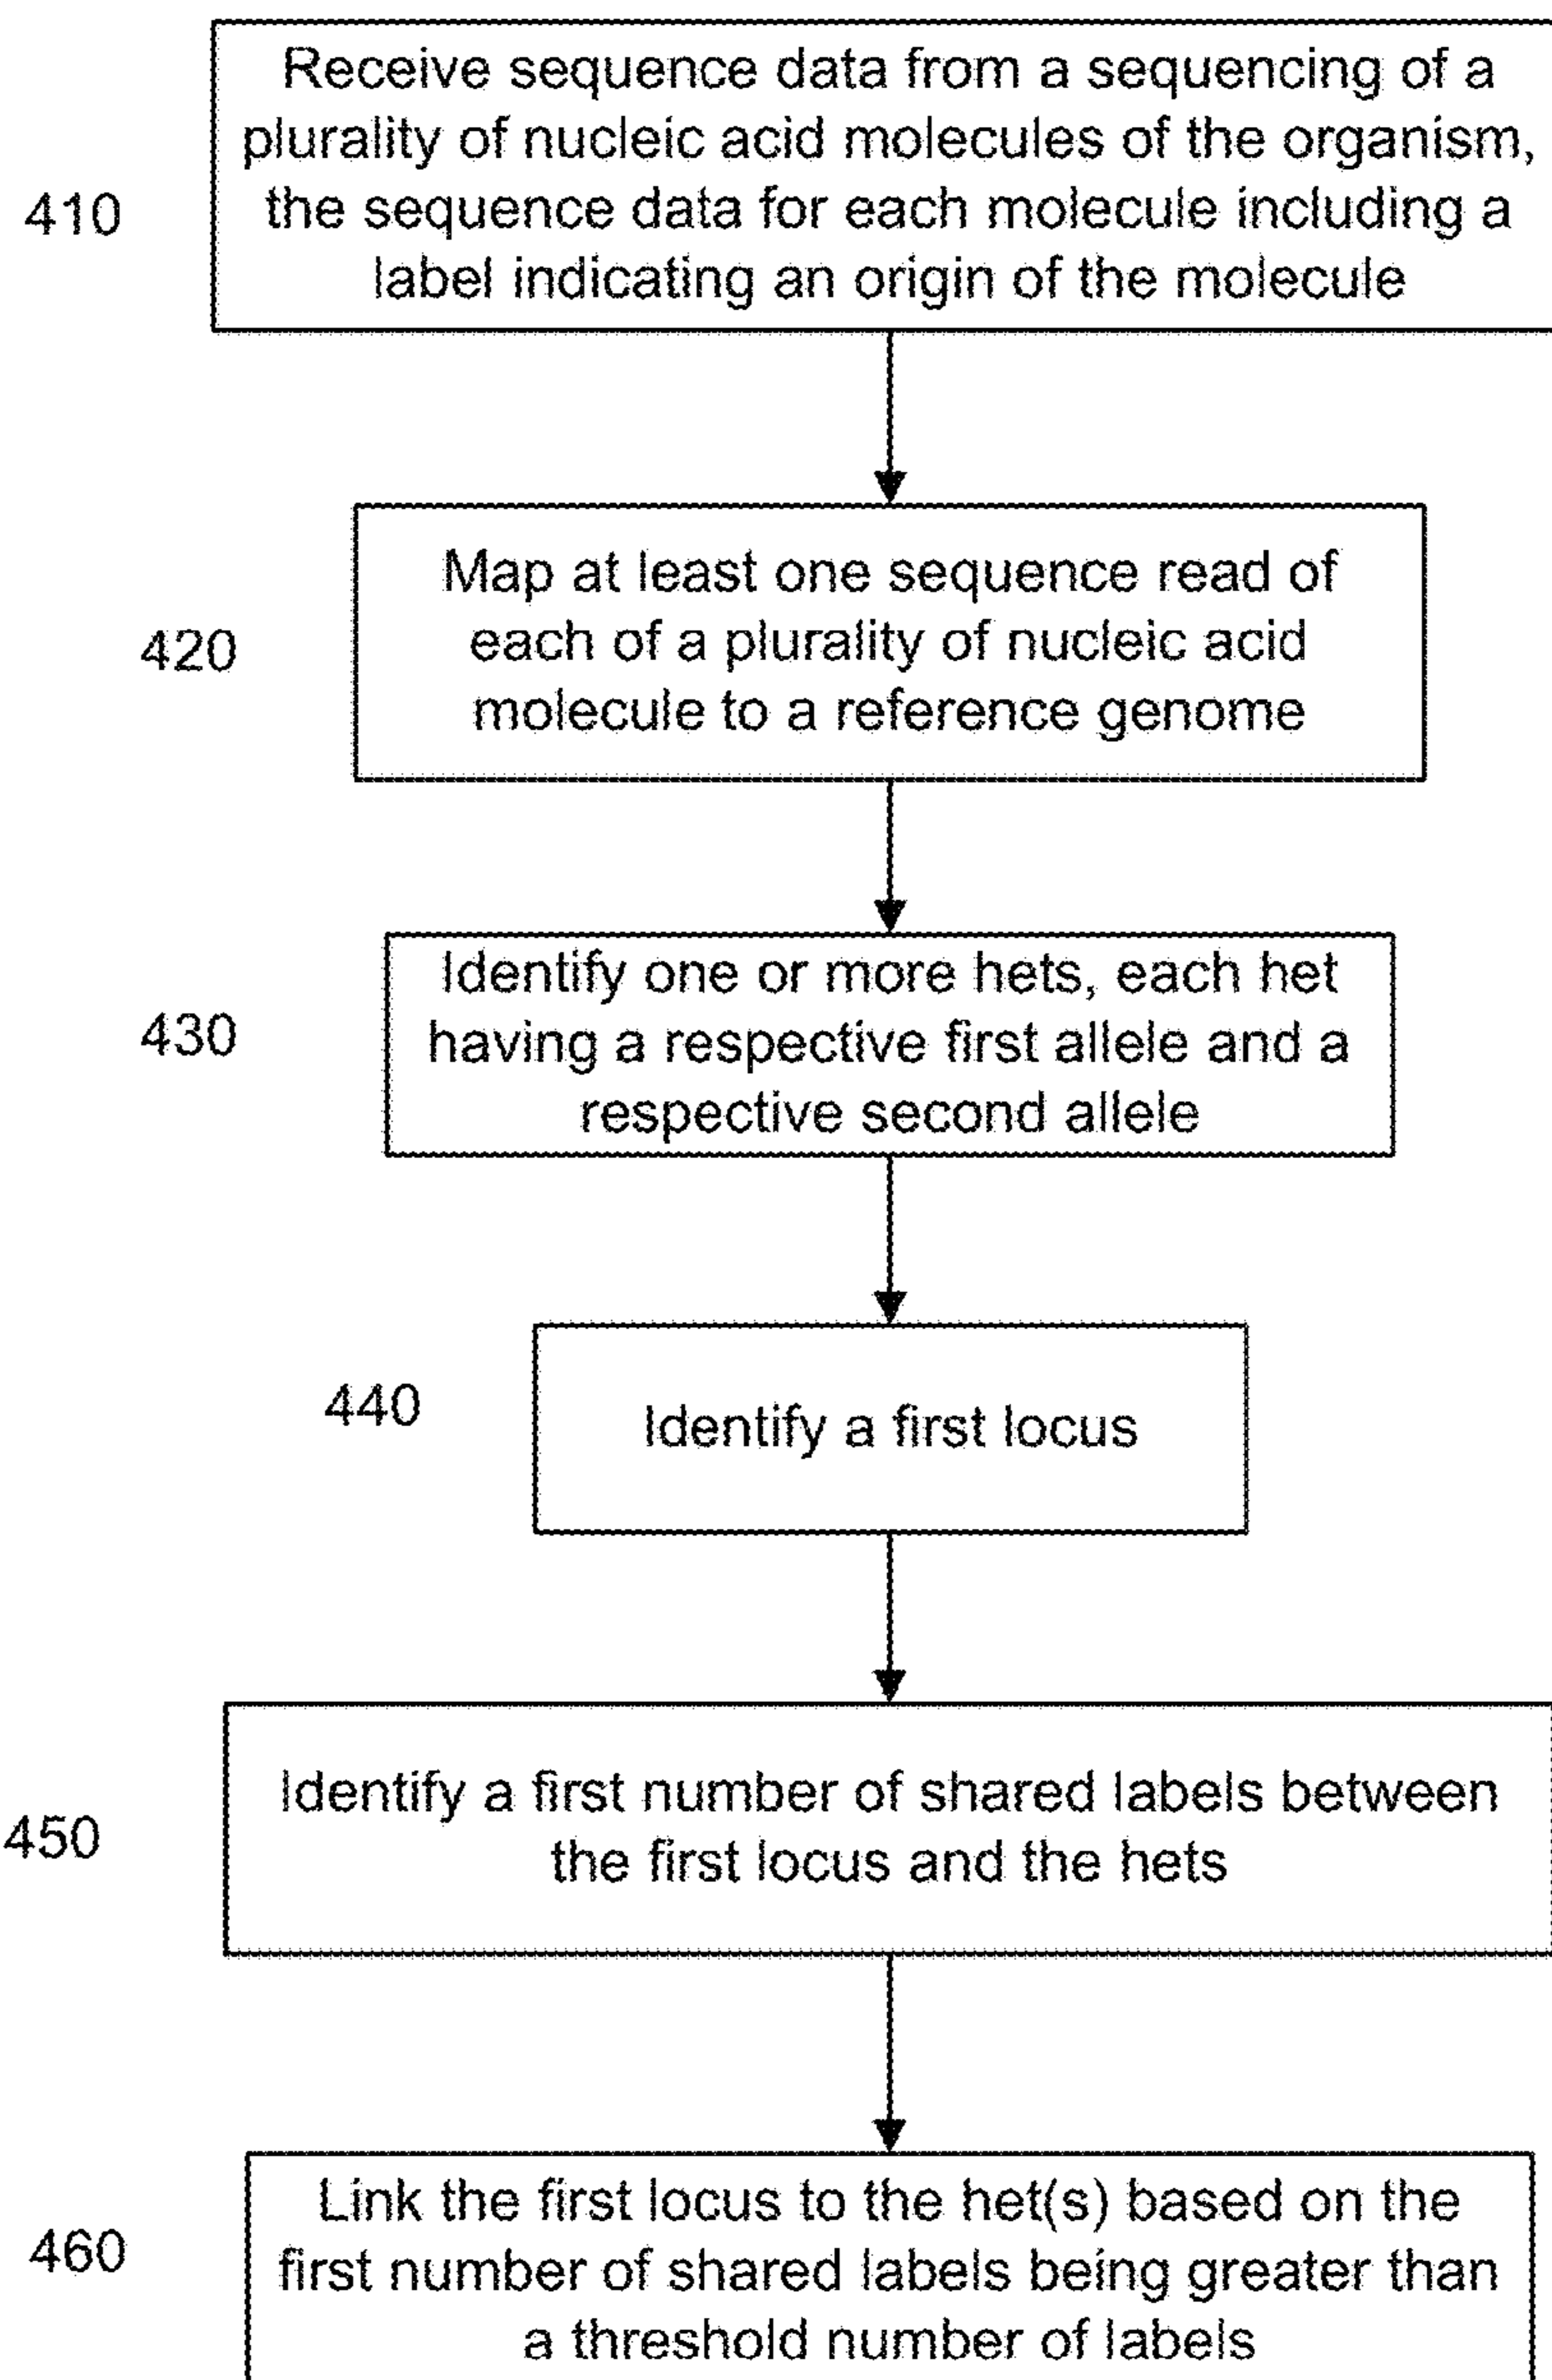 Receive sequence data from a sequencing of a
plurality of nucleic acid molecules of the organism,
410
the sequence data for each molecule including a
label indicating an origin of the molecule
Map at least one sequence read of
420
each of a plurality of nucleic acid
molecule to a reference genome
Identify one or more hets, each het
430
having a respective first allele and a
respective second allele
440
Identify a first locus
Identify a first number of shared labels between
450
the first locus and the hets
Link the first locus to the het(s) based on the
460
first number of shared labels being greater than
a threshold number of labels